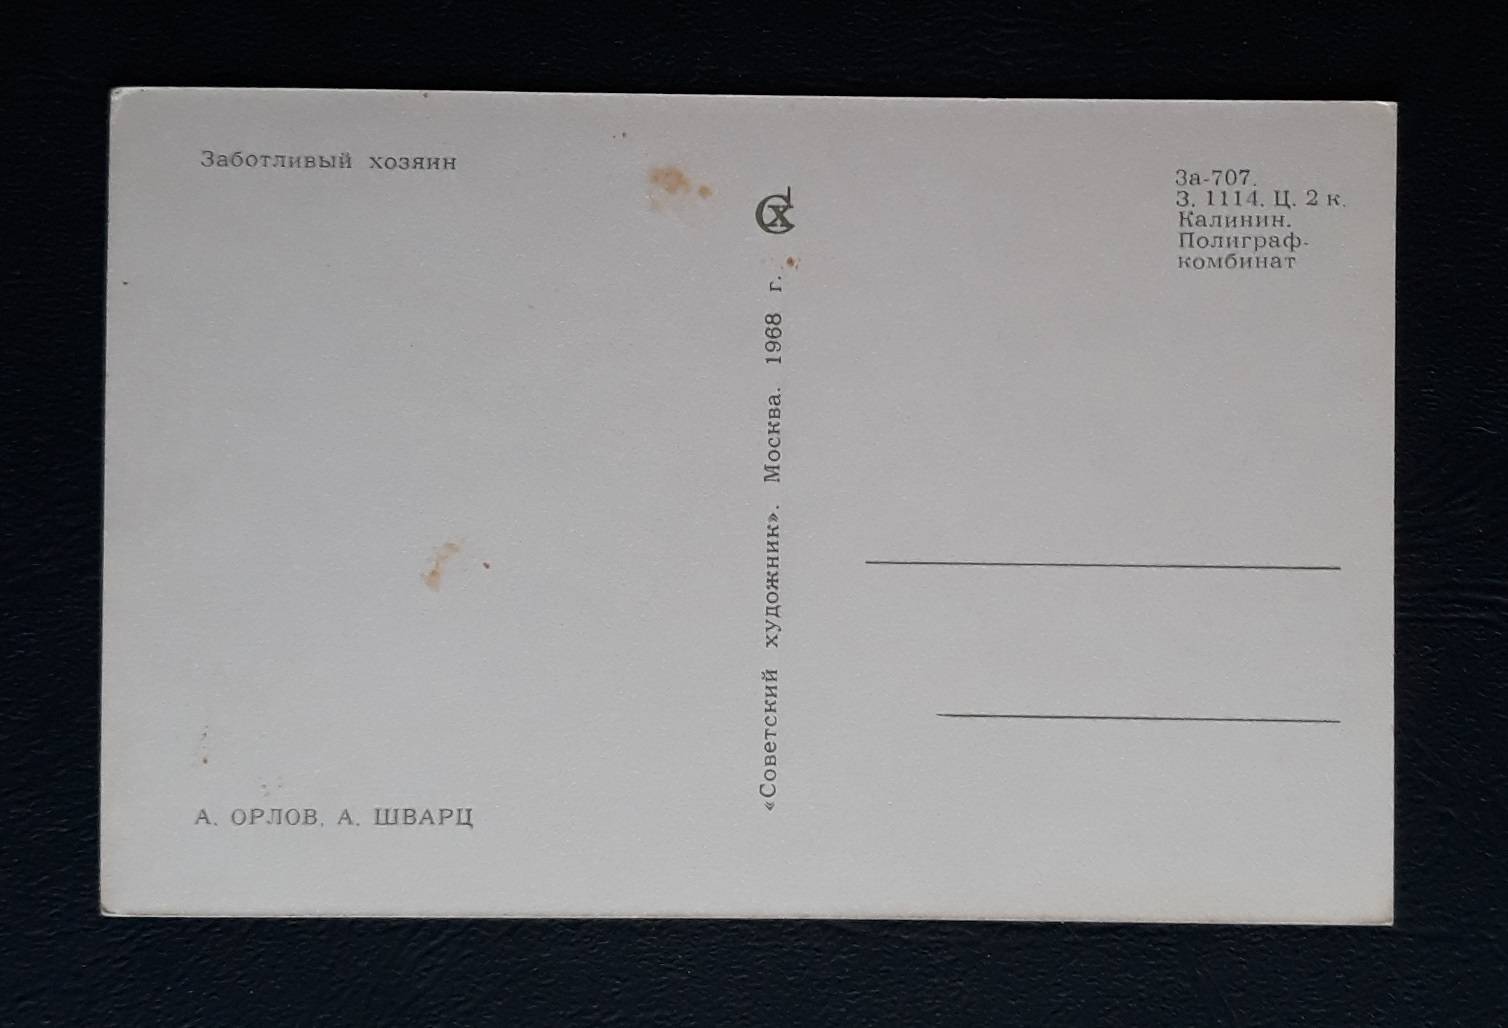 Заботливый хозяин
А. ОРЛОВ, А. ШВАРЦ
СХ
«Советский художник». Москва. 1968 г.
За-707.
З. 1114. Ц. 2 к.
Калинин.
Полиграф-
комбинат